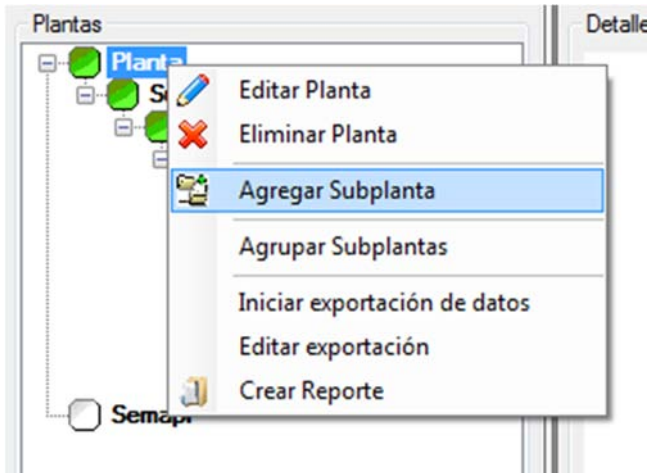 Plantas
Detalle
Planta
Editar Planta
Eliminar Planta
Agregar Subplanta
Agrupar Subplantas
Iniciar exportación de datos
Editar exportación
Crear Reporte